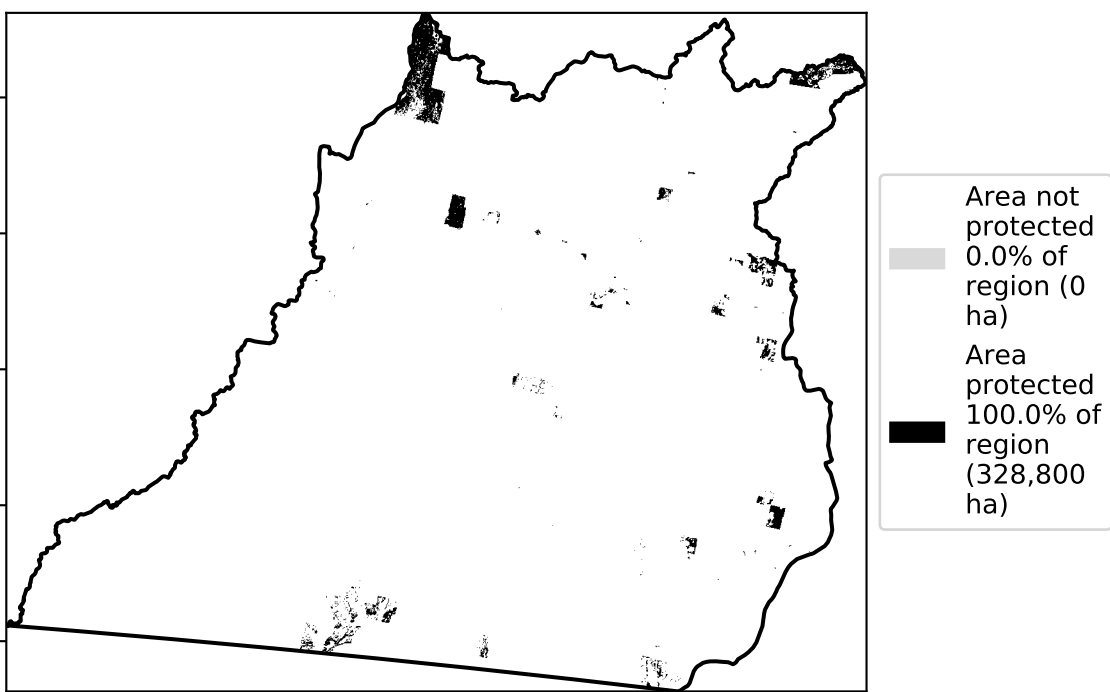 Area not
protected
0.0% of
region (0
ha)
Area
protected
100.0% of
region
(328,800
ha)